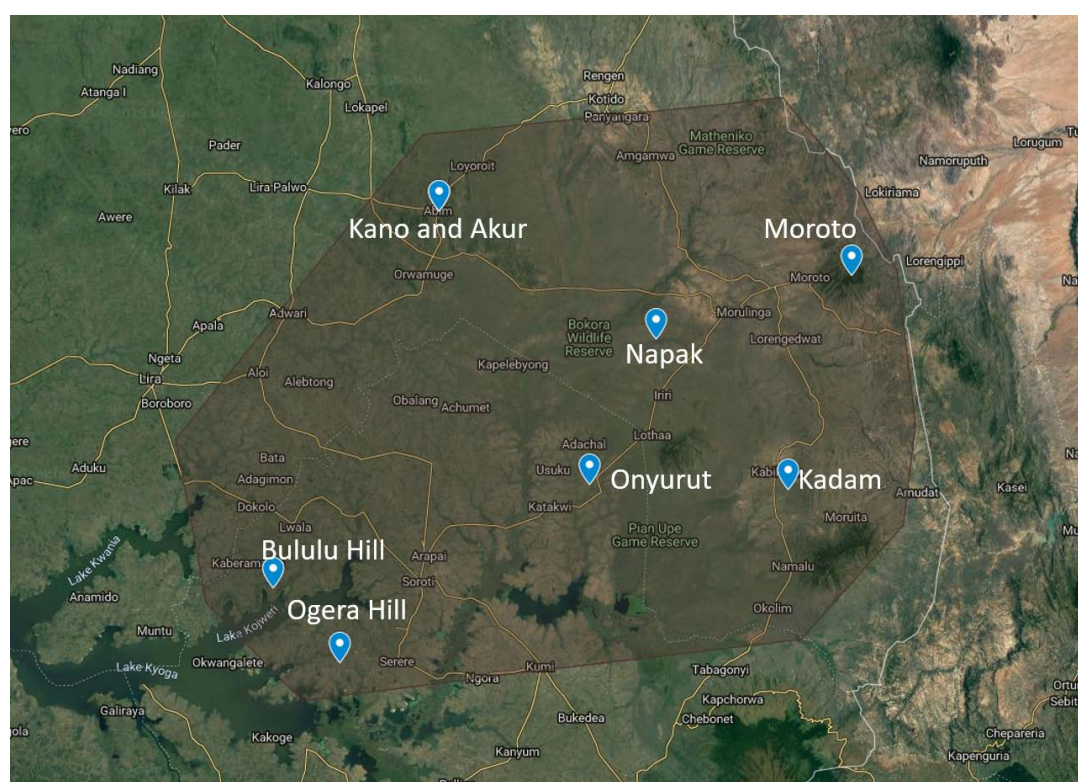 Rengen
Nadiang
Kalongo
Atanga I
Kotido
Lokapel
Panyangara
Matheniko
Game Reserve
Pader
Amgamwa
Lorugum
Loyoroit
Namoruputh
Kilak
Lira Palwo
Lokiriama
Awere
Abim
Kano and Akur
Moroto
Lorengippi
Orwamuge
Moroto
Adwari
Morulinga
Apala
Bokora
Wildlife
Reserve
Napak
Lorengedwat
Ngeta
Kapelebyong
Lira
Aloi
Alebtong
Iriri
Boroboro
Obalang
Achumet
Lothaa
Adachal
Bata
Usuku
Onyurut
Kadam
Aduku
Adagimon
Kasei
Amudat
Dokolo
Katakwi
Moruita
Lwala
Pian Upe
Game Reserve
Bululu Hill
Arapai
Lake Kwania
Namalu
Soroti
Anamido
Ogera Hill
Okolim
Muntu
Lake Kojweri
Okwangalete
Serere
Lake Kyoga
Kumi
Tabagonyi
Ngora
Kapchorwa
Galiraya
Bukedea
Chebonet
Kakoge
Chepareria
Kanyum
Kapenguria